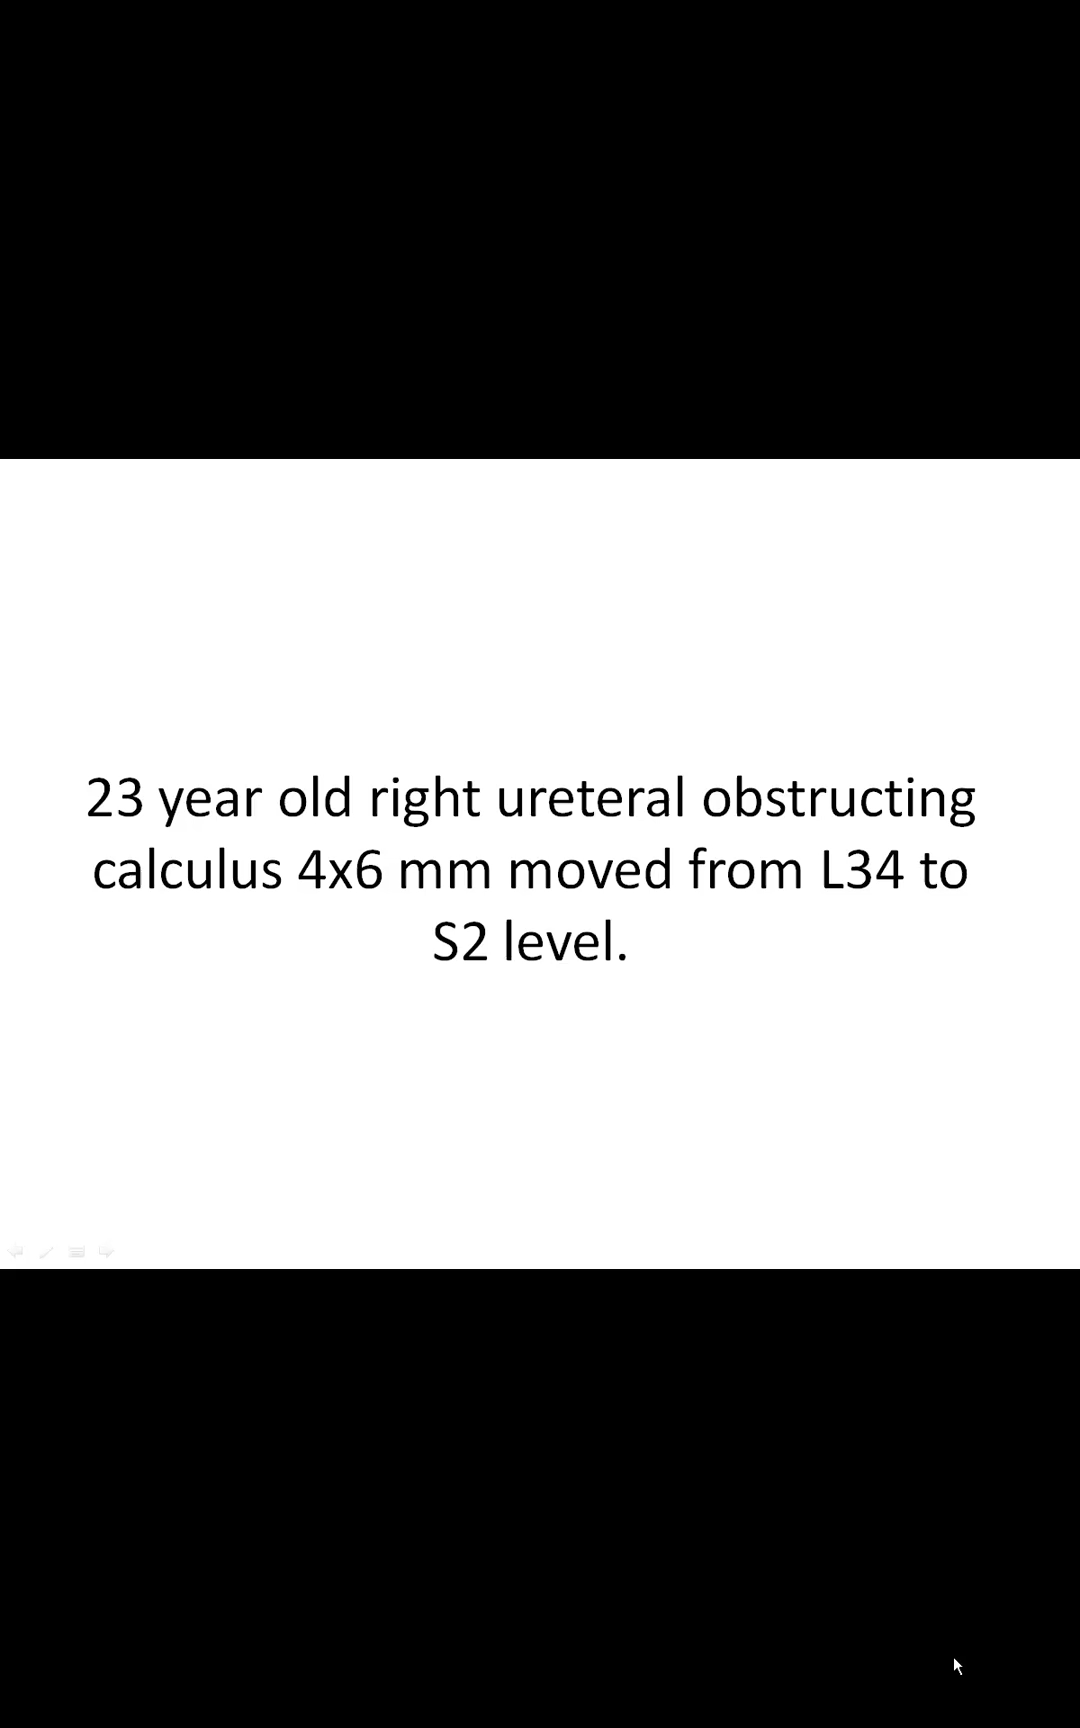 23 year old right ureteral obstructing
calculus 4x6 mm moved from L34 to
S2 level.